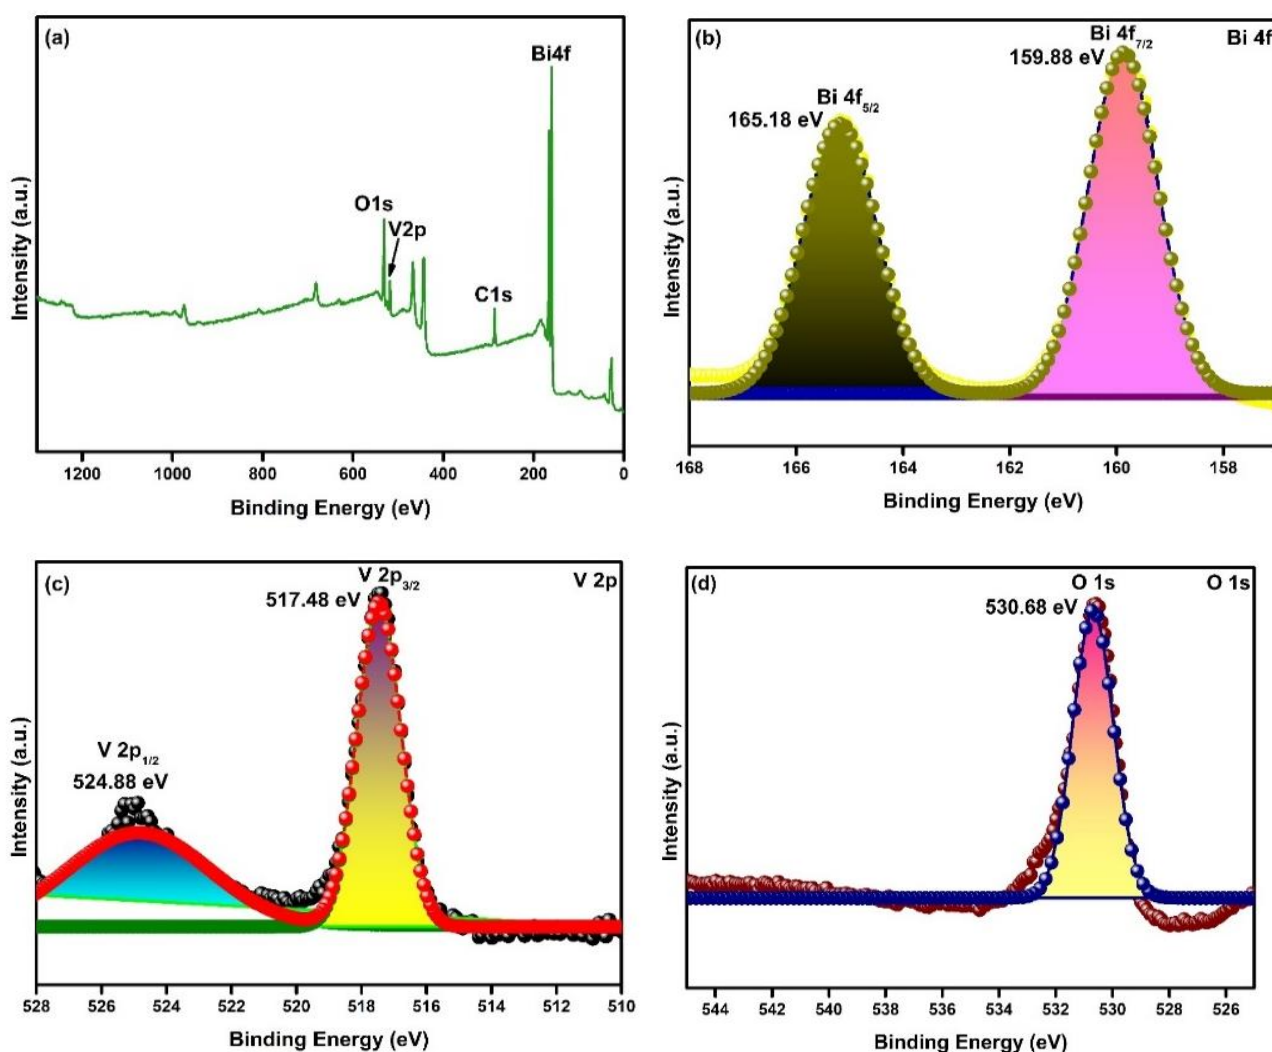 (a)
Bi4f
O1s
V2p
C1s
Intensity (a.u.)
1200 1000 800 600 400 200 0
Binding Energy (eV)
(b)
Bi 4f7/2
Bi 4f
159.88 eV
Bi 4f5/2
165.18 eV
Intensity (a.u.)
168 166 164 162 160 158
Binding Energy (eV)
(c)
V 2p3/2
V 2p
517.48 eV
V 2p1/2
524.88 eV
Intensity (a.u.)
528 526 524 522 520 518 516 514 512 510
Binding Energy (eV)
(d)
O 1s
O 1s
530.68 eV
Intensity (a.u.)
544 542 540 538 536 534 532 530 528 526
Binding Energy (eV)